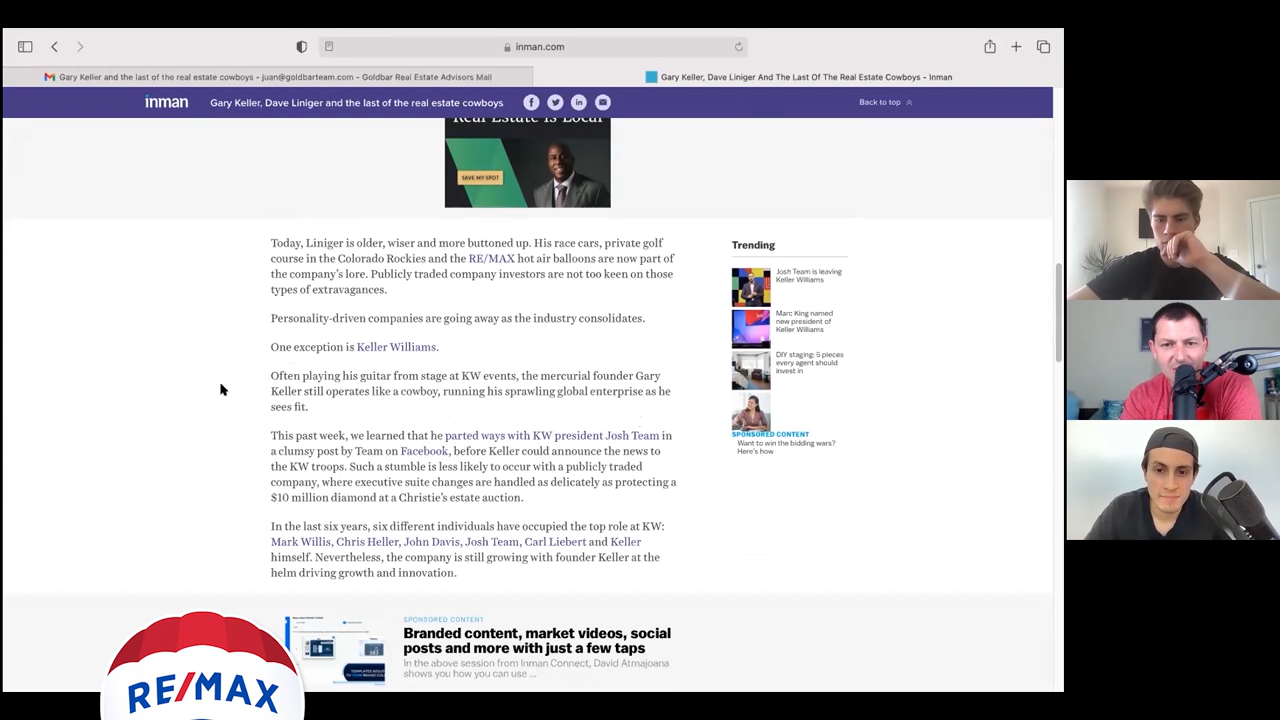 inman.com
Gary Keller and the last of the real estate cowboys - juan@goldbarteam.com - Goldbar Real Estate Advisors Mail
Gary Keller, Dave Liniger And The Last Of The Real Estate Cowboys - Inman
inman
Gary Keller, Dave Liniger and the last of the real estate cowboys
Back to top
Real Estate Is Local
SAVE MY SPOT
Today, Liniger is older, wiser and more buttoned up. His race cars, private golf
course in the Colorado Rockies and the RE/MAX hot air balloons are now part of
the company's lore. Publicly traded company investors are not too keen on those
types of extravagances.
Personality-driven companies are going away as the industry consolidates.
One exception is Keller Williams.
Often playing his guitar from stage at KW events, the mercurial founder Gary
Keller still operates like a cowboy, running his sprawling global enterprise as he
sees fit.
This past week, we learned that he parted ways with KW president Josh Team in
a clumsy post by Team on Facebook, before Keller could announce the news to
the KW troops. Such a stumble is less likely to occur with a publicly traded
company, where executive suite changes are handled as delicately as protecting a
$10 million diamond at a Christie's estate auction.
In the last six years, six different individuals have occupied the top role at KW:
Mark Willis, Chris Heller, John Davis, Josh Team, Carl Liebert and Keller
himself. Nevertheless, the company is still growing with founder Keller at the
helm driving growth and innovation.
Trending
Josh Team is leaving
Keller Williams
Marc King named
new president of
Keller Williams
DIY staging: 5 pieces
every agent should
invest in
SPONSORED CONTENT
Want to win the bidding wars?
Here's how
SPONSORED CONTENT
Branded content, market videos, social
posts and more with just a few taps
In the above session from Inman Connect, David Atmajoana
shows you how you can use ...
RE/MAX